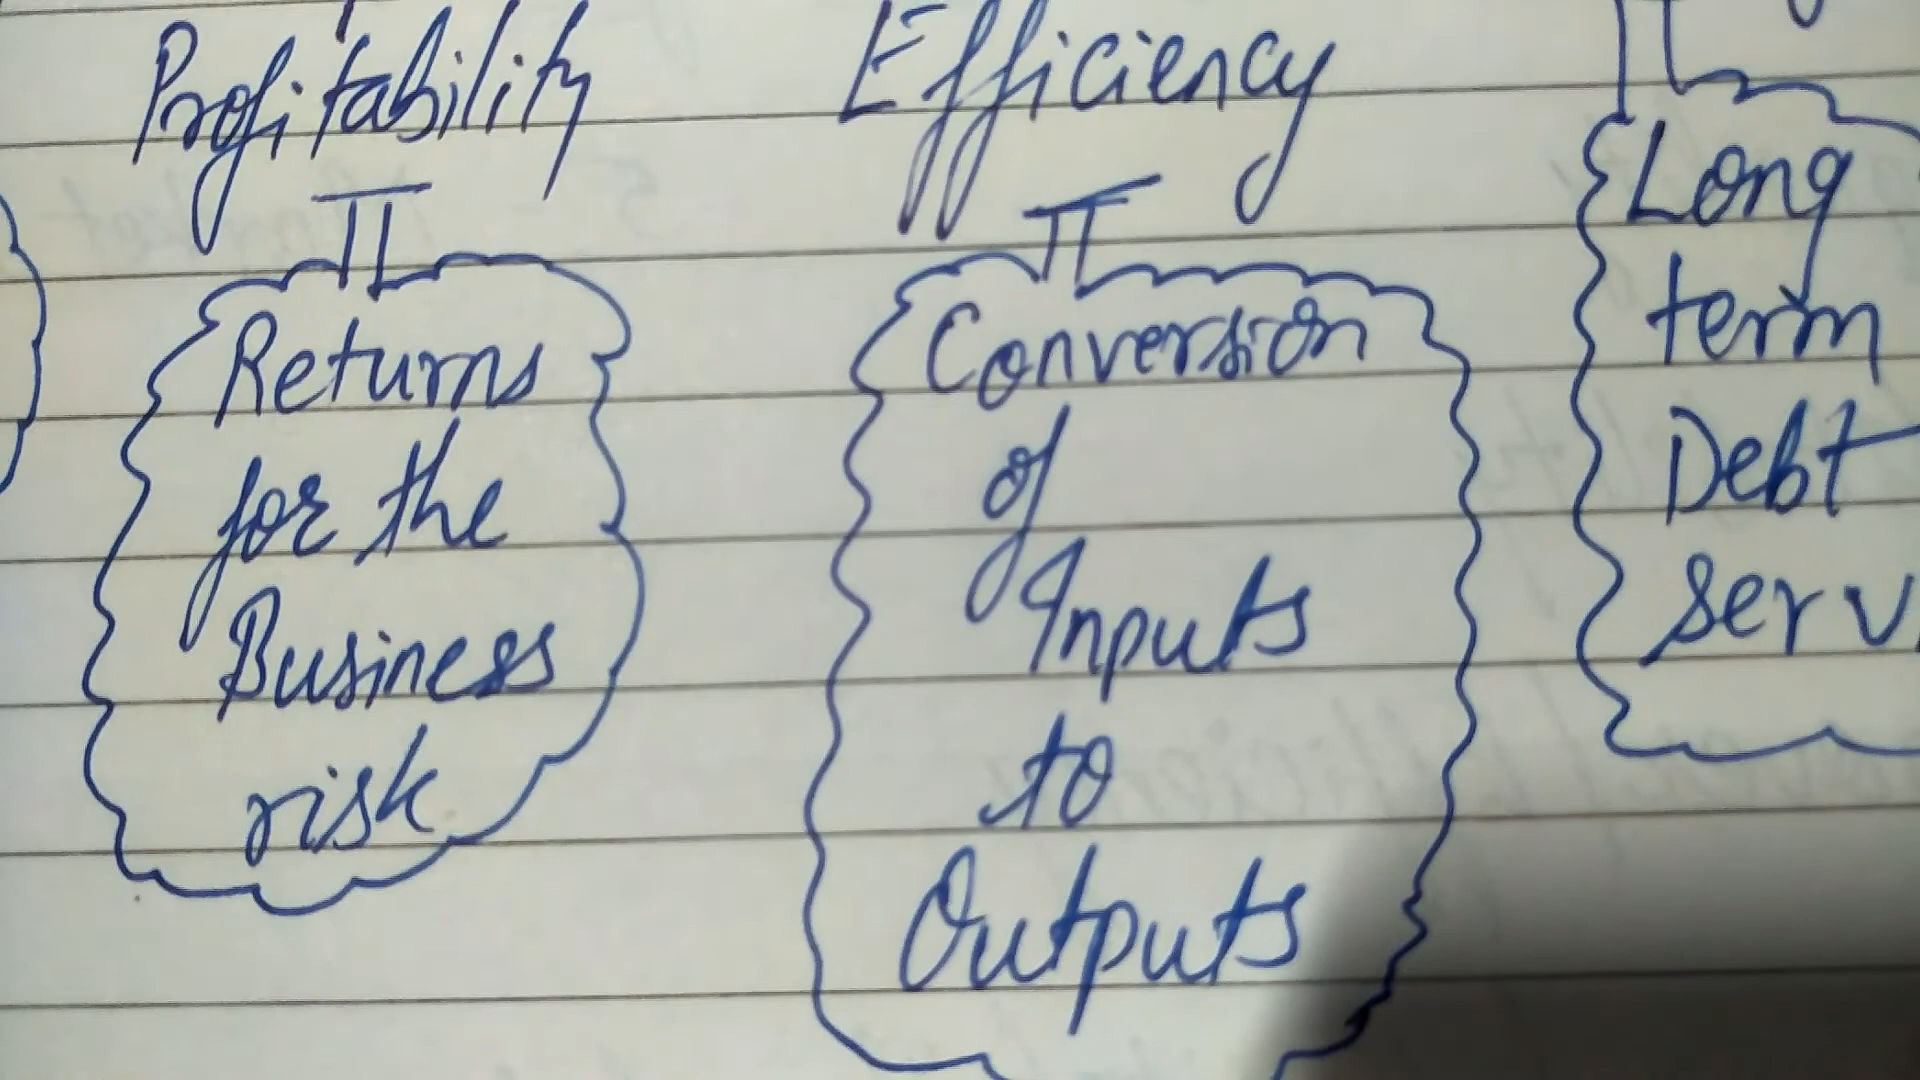 Profitability
Returns
for the
Business
risk
Efficiency
Conversion
of
Inputs
to
Outputs
Long
term
Debt